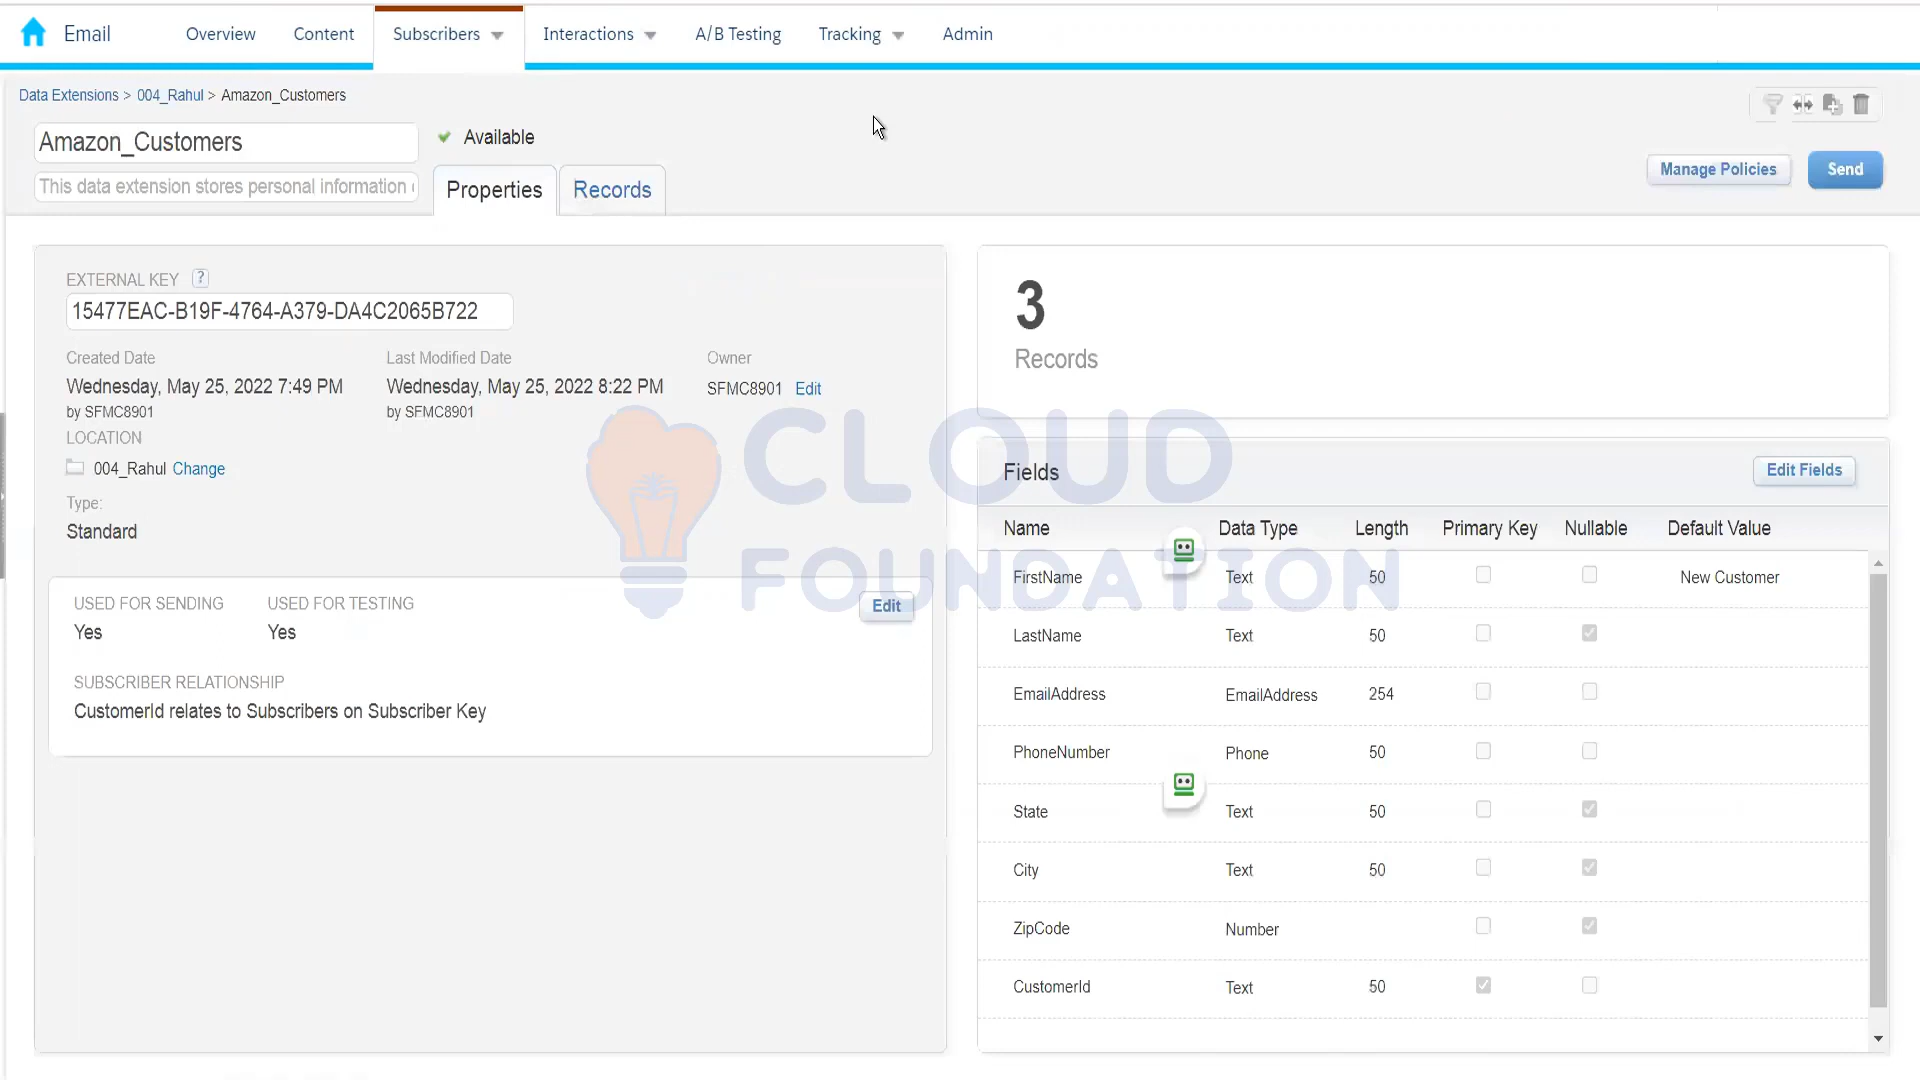 Email
Overview
Content
Subscribers
Interactions
A/B Testing
Tracking
Admin
Data Extensions > 004_Rahul > Amazon_Customers
Amazon_Customers
Available
This data extension stores personal information
Properties
Records
Manage Policies
Send
EXTERNAL KEY ?
15477EAC-B19F-4764-A379-DA4C2065B722
Created Date
Wednesday, May 25, 2022 7:49 PM
by SFMC8901
Last Modified Date
Wednesday, May 25, 2022 8:22 PM
by SFMC8901
Owner
SFMC8901 Edit
LOCATION
004_Rahul Change
Type:
Standard
USED FOR SENDING
Yes
USED FOR TESTING
Yes
Edit
SUBSCRIBER RELATIONSHIP
CustomerId relates to Subscribers on Subscriber Key
3
Records
Fields
Edit Fields
Name Data Type Length Primary Key Nullable Default Value
FirstName Text 50 New Customer
LastName Text 50
EmailAddress EmailAddress 254
PhoneNumber Phone 50
State Text 50
City Text 50
ZipCode Number
CustomerId Text 50
CLOUD
FOUNDATION